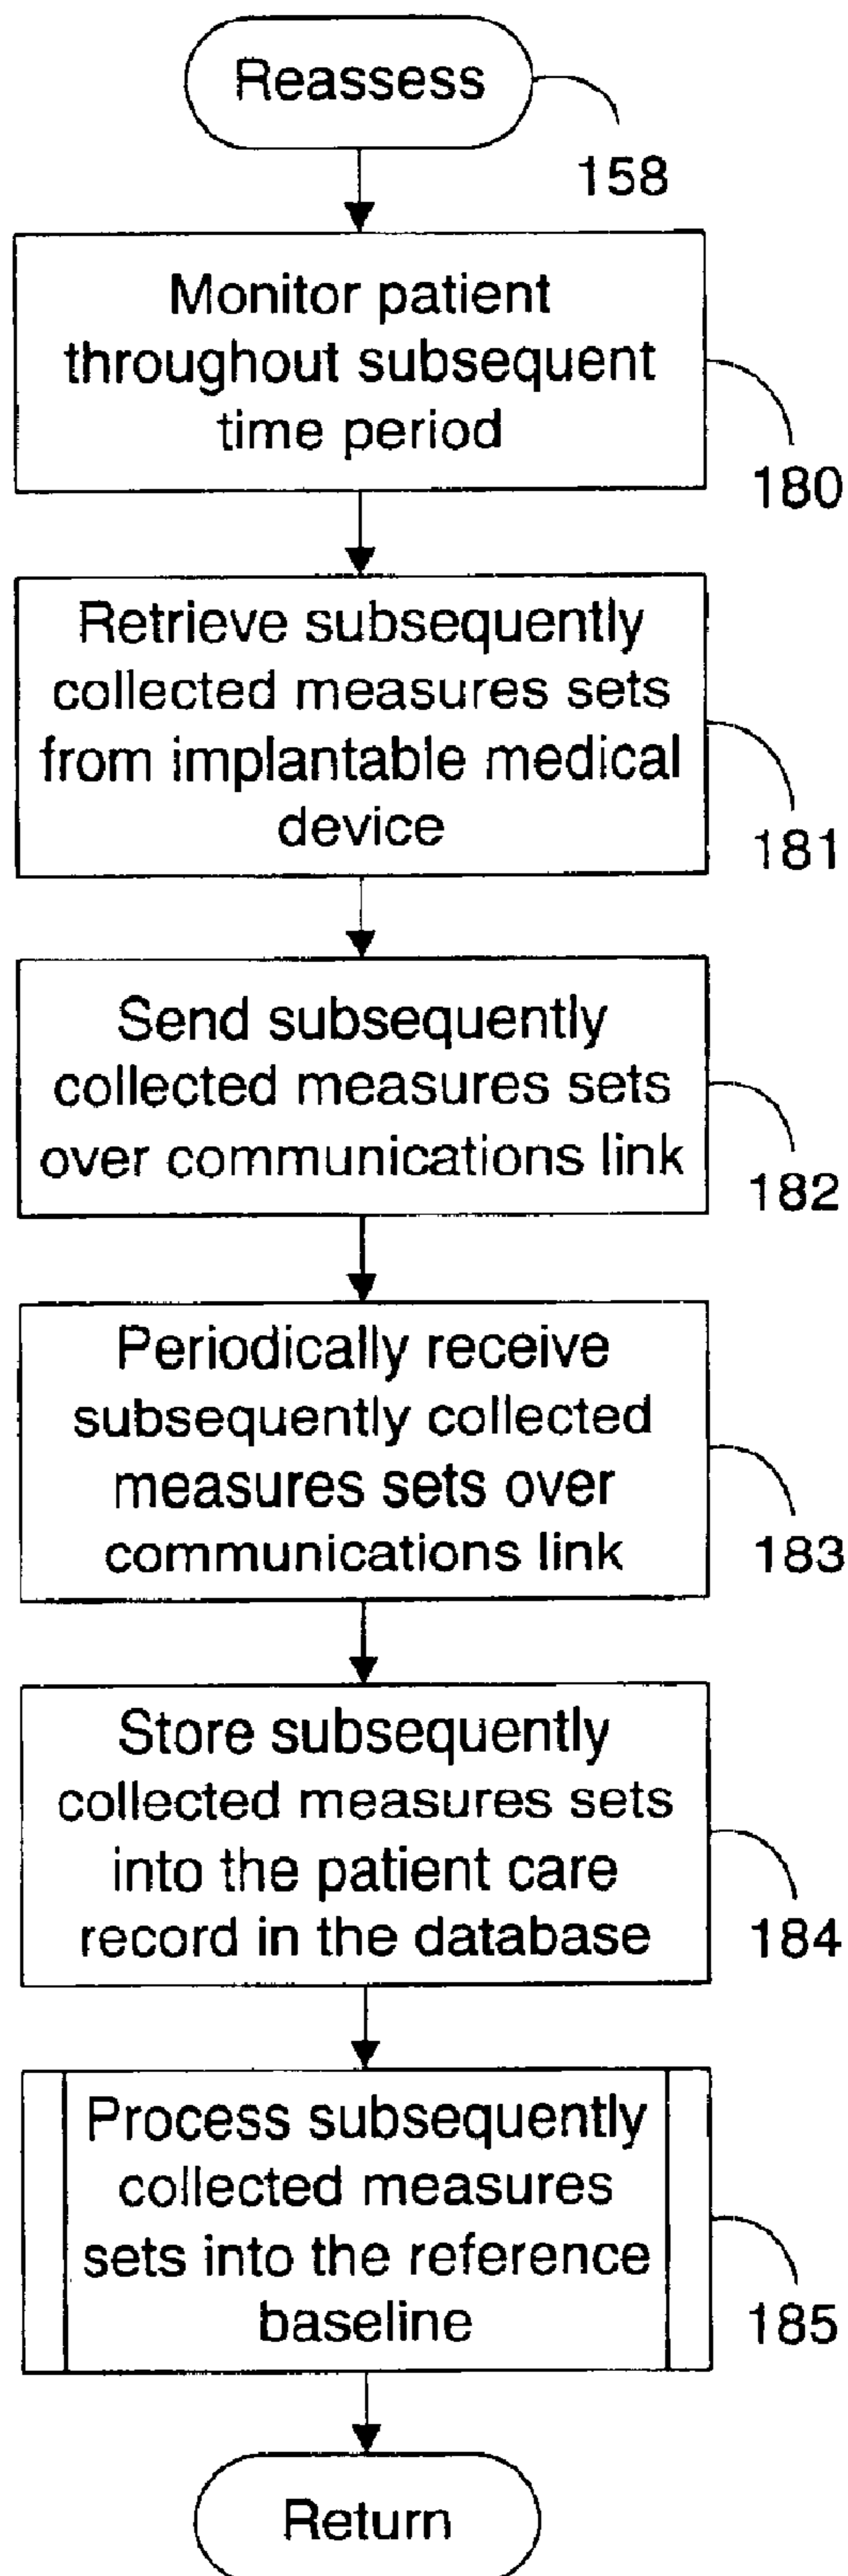 Reassess
158
Monitor patient
throughout subsequent
time period
180
Retrieve subsequently
collected measures sets
from implantable medical
device
181
Send subsequently
collected measures sets
over communications link
182
Periodically receive
subsequently collected
measures sets over
communications link
183
Store subsequently
collected measures sets
into the patient care
record in the database
184
Process subsequently
collected measures
sets into the reference
baseline
185
Return